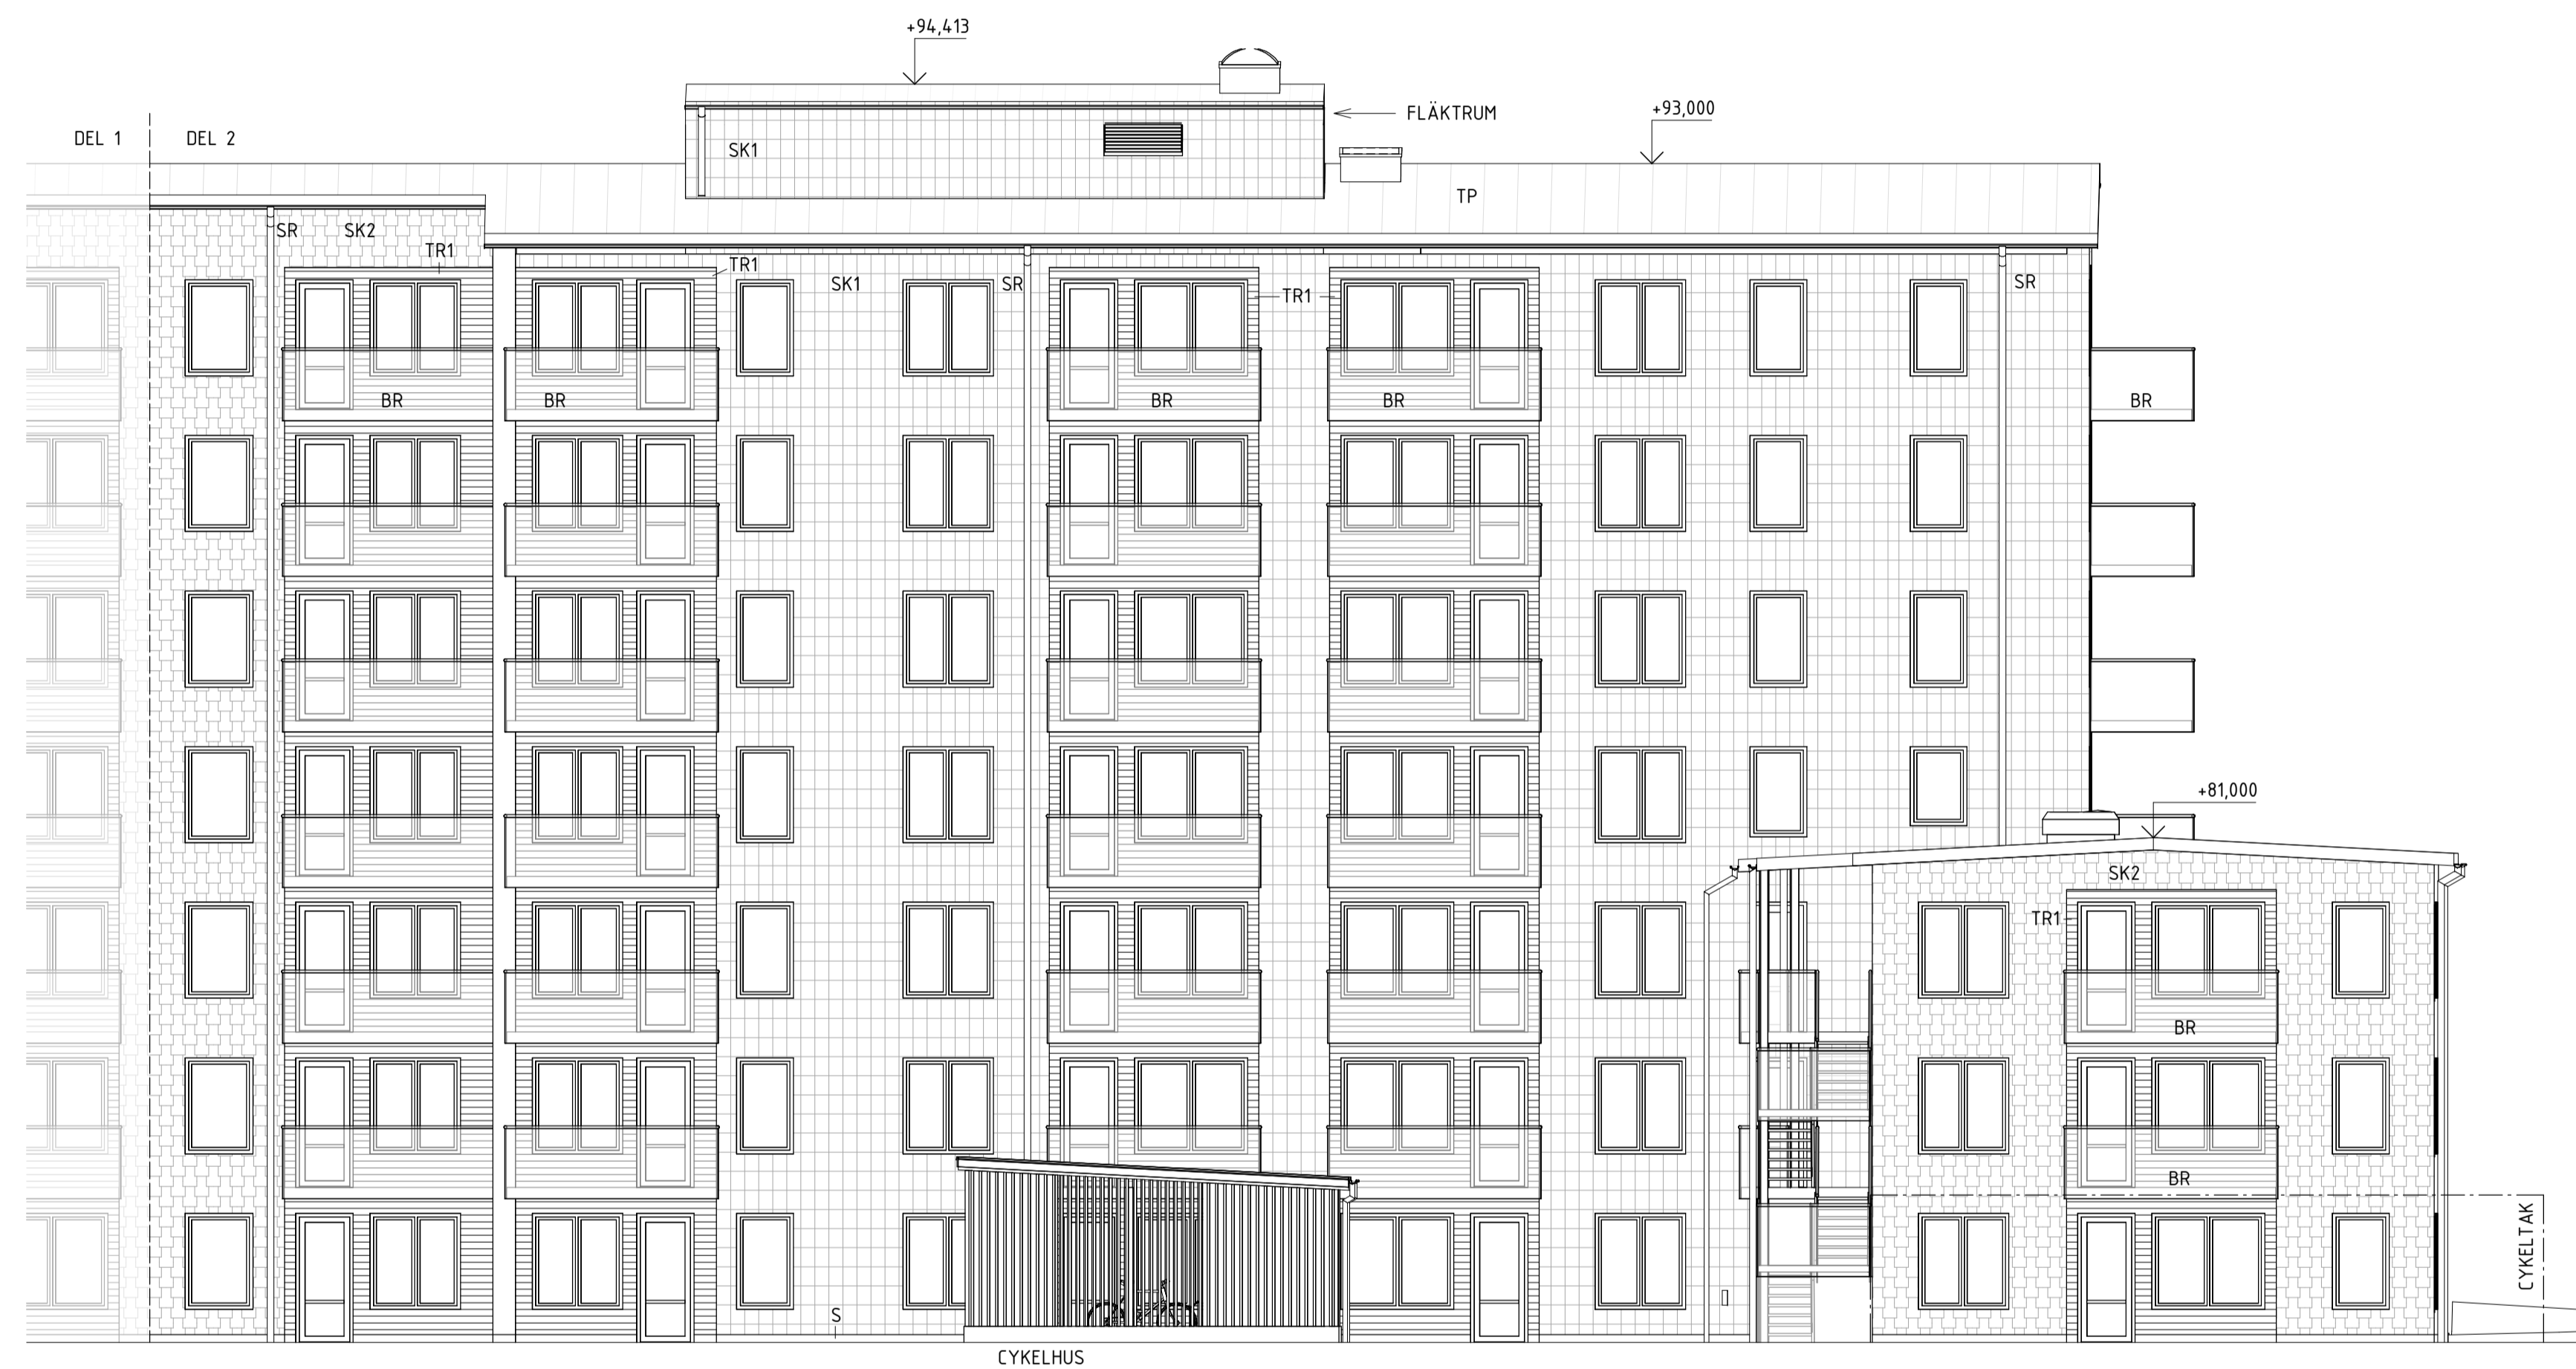 +94,413
DEL 1
DEL 2
FLÄKTRUM
+93,000
SK1
TP
SR
SK2
TR1
TR1
SK1
SR
TR1
SR
BR
BR
BR
BR
BR
+81,000
SK2
TR1
BR
BR
CYKELTAK
S
CYKELHUS